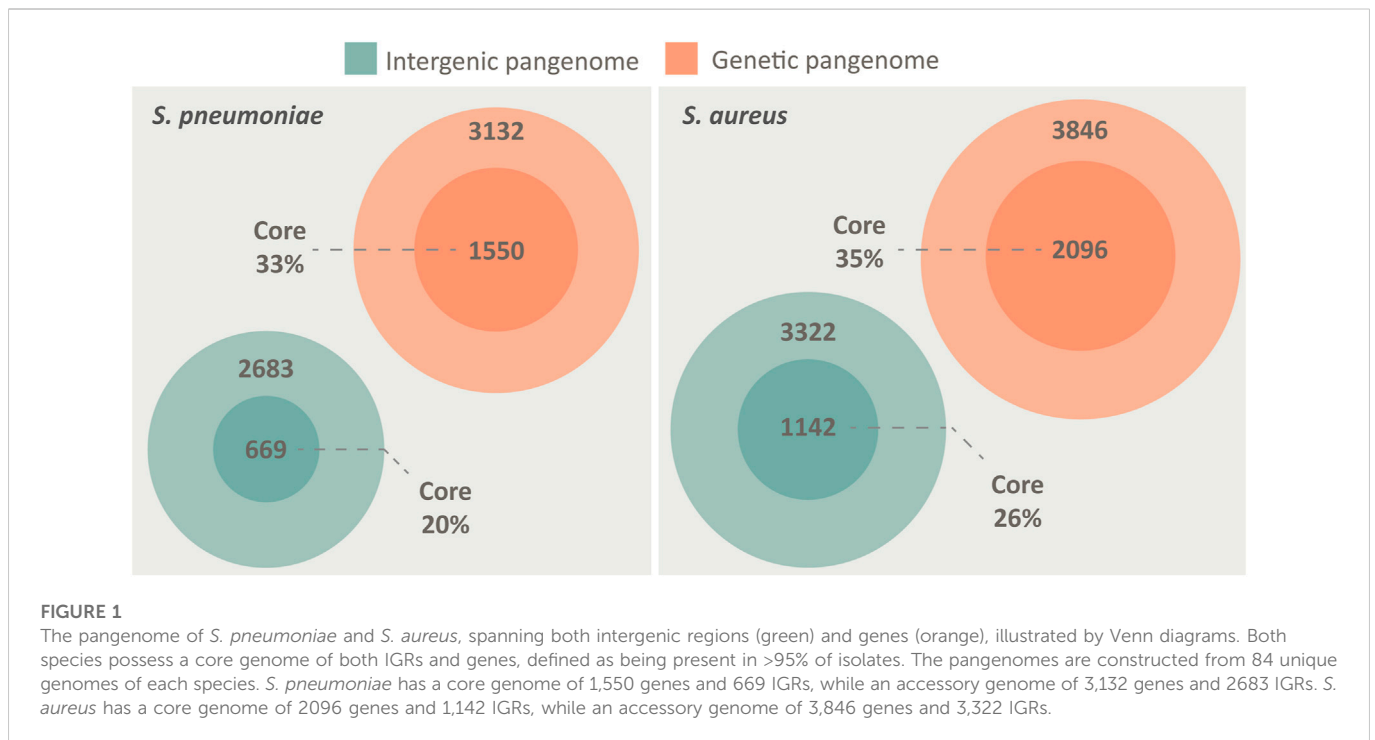 Intergenic pangenome Genetic pangenome
S. pneumoniae
3132
Core
33%
1550
2683
669
Core
20%
S. aureus
3846
Core
35%
2096
3322
1142
Core
26%
FIGURE 1
The pangenome of S. pneumoniae and S. aureus, spanning both intergenic regions (green) and genes (orange), illustrated by Venn diagrams. Both
species possess a core genome of both IGRs and genes, defined as being present in >95% of isolates. The pangenomes are constructed from 84 unique
genomes of each species. S. pneumoniae has a core genome of 1,550 genes and 669 IGRs, while an accessory genome of 3,132 genes and 2683 IGRs. S.
aureus has a core genome of 2096 genes and 1,142 IGRs, while an accessory genome of 3,846 genes and 3,322 IGRs.